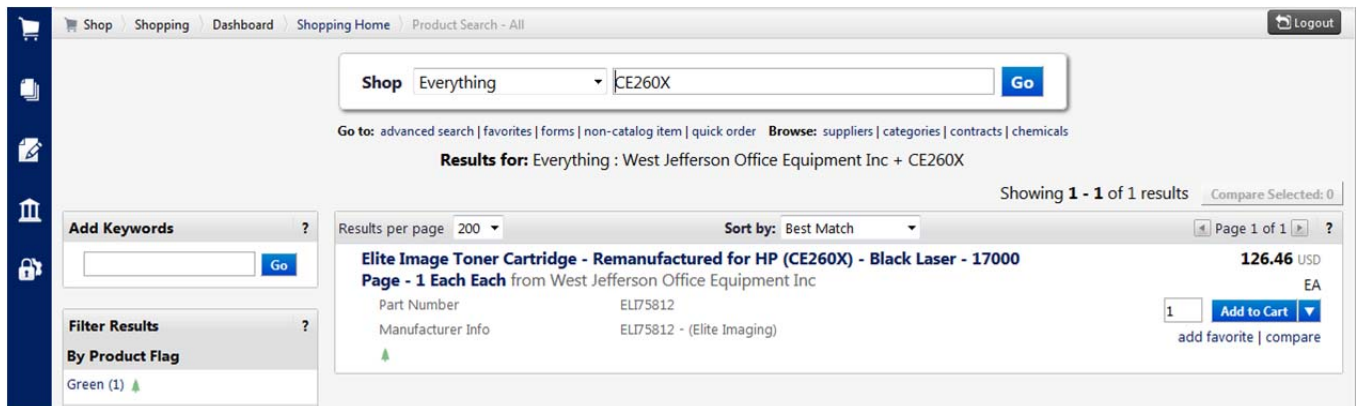 Shop Shopping Dashboard Shopping Home Product Search - All Logout
Shop Everything CE260X Go
Go to: advanced search | favorites | forms | non-catalog item | quick order Browse: suppliers | categories | contracts | chemicals
Results for: Everything : West Jefferson Office Equipment Inc + CE260X
Showing 1 - 1 of 1 results Compare Selected: 0
Add Keywords ?
Go
Filter Results ?
By Product Flag
Green (1)
Results per page 200 Sort by: Best Match Page 1 of 1 ?
Elite Image Toner Cartridge - Remanufactured for HP (CE260X) - Black Laser - 17000 126.46 USD
Page - 1 Each Each from West Jefferson Office Equipment Inc EA
Part Number ELI75812
1 Add to Cart
Manufacturer Info ELI75812 - (Elite Imaging)
add favorite | compare